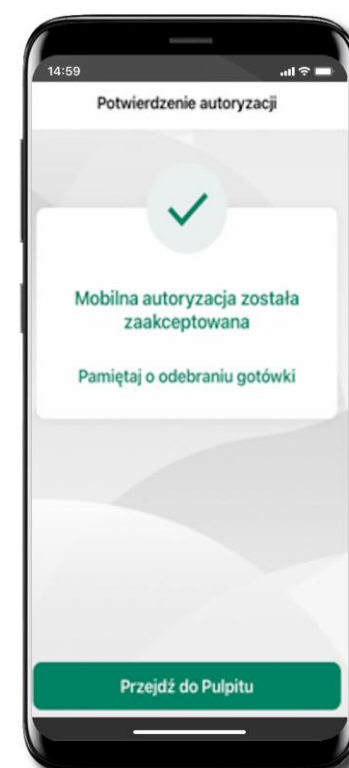 14:59
Potwierdzenie autoryzacji
Mobilna autoryzacja została
zaakceptowana
Pamiętaj o odebraniu gotówki
Przejdź do Pulpitu